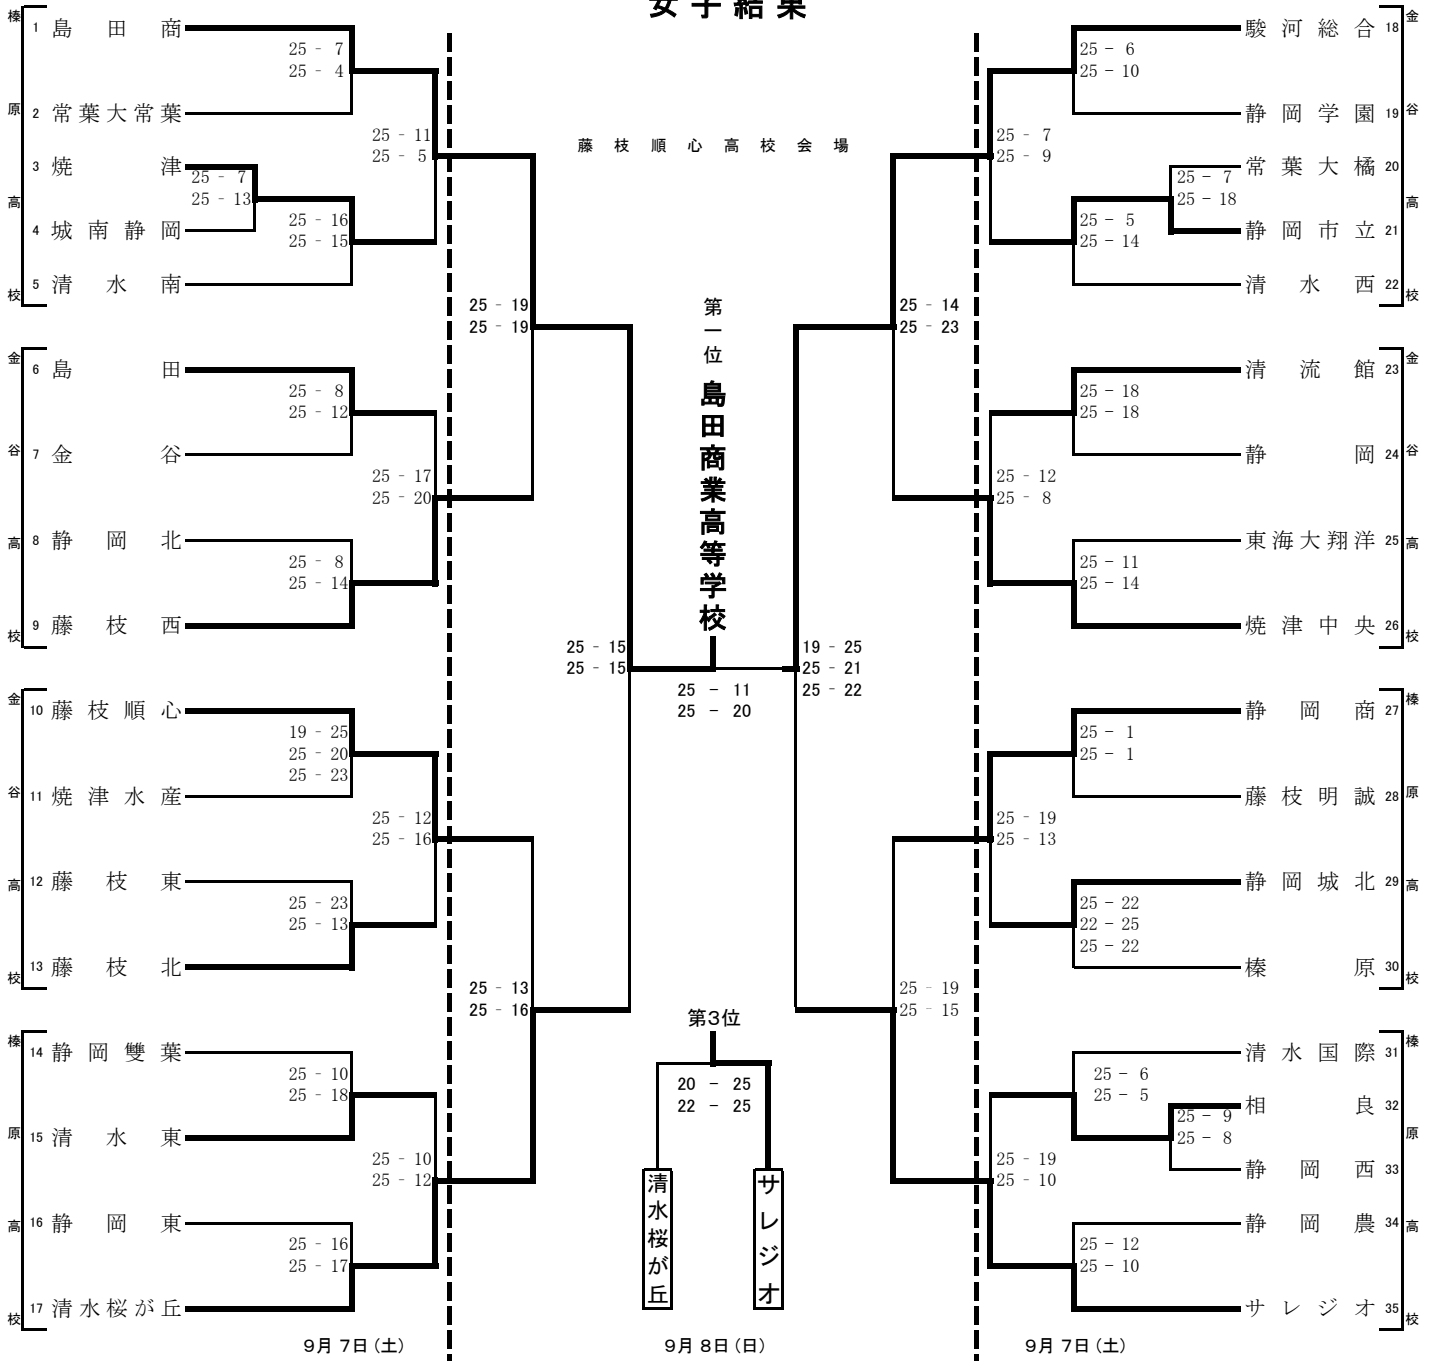 女子結果
藤枝順心高校会場
榛原高校
1 島田商
25 - 7
25 - 4
2 常葉大常葉
25 - 11
25 - 5
3 焼津
25 - 7
25 - 13
4 城南静岡
25 - 16
25 - 15
5 清水南
25 - 19
25 - 19
金谷高校
6 島田
25 - 8
25 - 12
7 金谷
25 - 17
25 - 20
8 静岡北
25 - 8
25 - 14
9 藤枝西
25 - 15
25 - 15
金谷高校
10 藤枝順心
19 - 25
25 - 20
25 - 23
11 焼津水産
25 - 12
25 - 16
12 藤枝東
25 - 23
25 - 13
13 藤枝北
25 - 13
25 - 16
榛原高校
14 静岡雙葉
25 - 10
25 - 18
15 清水東
25 - 10
25 - 12
16 静岡東
25 - 16
25 - 17
17 清水桜が丘
第一位 島田商業高等学校
25 - 11
25 - 20
第3位
20 - 25
22 - 25
清水桜が丘
サレジオ
金谷高校
駿河総合 18
25 - 6
25 - 10
静岡学園 19
25 - 7
25 - 9
常葉大橘 20
25 - 7
25 - 18
静岡市立 21
25 - 5
25 - 14
清水西 22
25 - 14
25 - 23
金谷高校
清流館 23
25 - 18
25 - 18
静岡 24
25 - 12
25 - 8
東海大翔洋 25
25 - 11
25 - 14
焼津中央 26
19 - 25
25 - 21
25 - 22
榛原高校
静岡商 27
25 - 1
25 - 1
藤枝明誠 28
25 - 19
25 - 13
静岡城北 29
25 - 22
22 - 25
25 - 22
榛原 30
25 - 19
25 - 15
榛原高校
清水国際 31
25 - 6
25 - 5
相良 32
25 - 9
25 - 8
静岡西 33
25 - 19
25 - 10
静岡農 34
25 - 12
25 - 10
サレジオ 35
9月 7日(土)
9月 8日(日)
9月 7日(土)